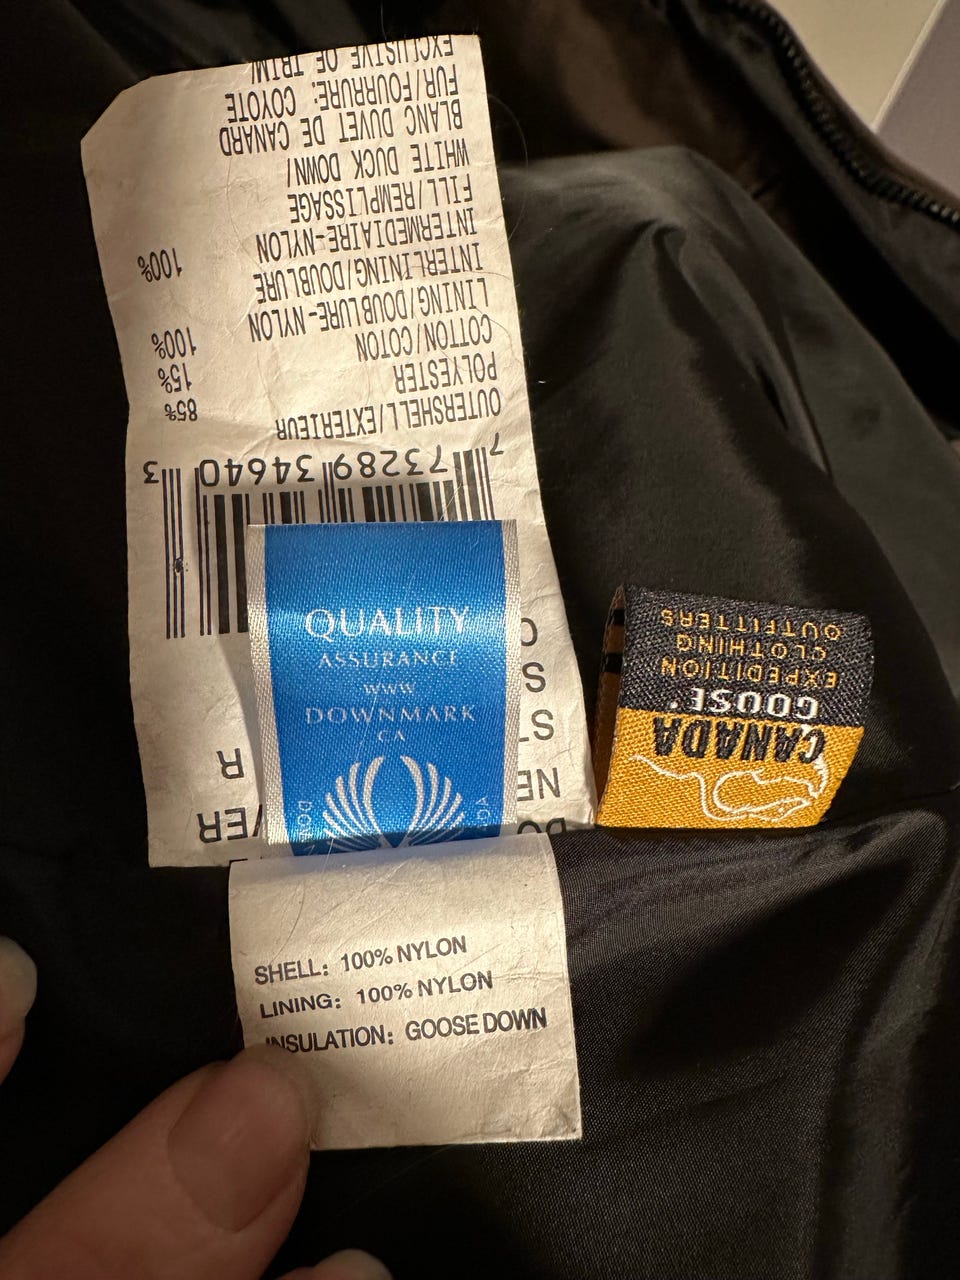 7 73289 34640 3
OUTERSHELL/EXTERIEUR
POLYESTER 85%
COTTON/COTON 15%
LINING/DOUBLURE-NYLON 100%
INTERLINING/DOUBLURE
INTERMEDIAIRE-NYLON 100%
FILL/REMPLISSAGE
WHITE DUCK DOWN/
BLANC DUVET DE CANARD
FUR/FOURRURE: COYOTE
EXCLUSIVE OF TRIM/
QUALITY
ASSURANCE
WWW
DOWNMARK
CA
CANADA
GOOSE
EXPEDITION
CLOTHING
OUTFITTERS
SHELL: 100% NYLON
LINING: 100% NYLON
INSULATION: GOOSE DOWN